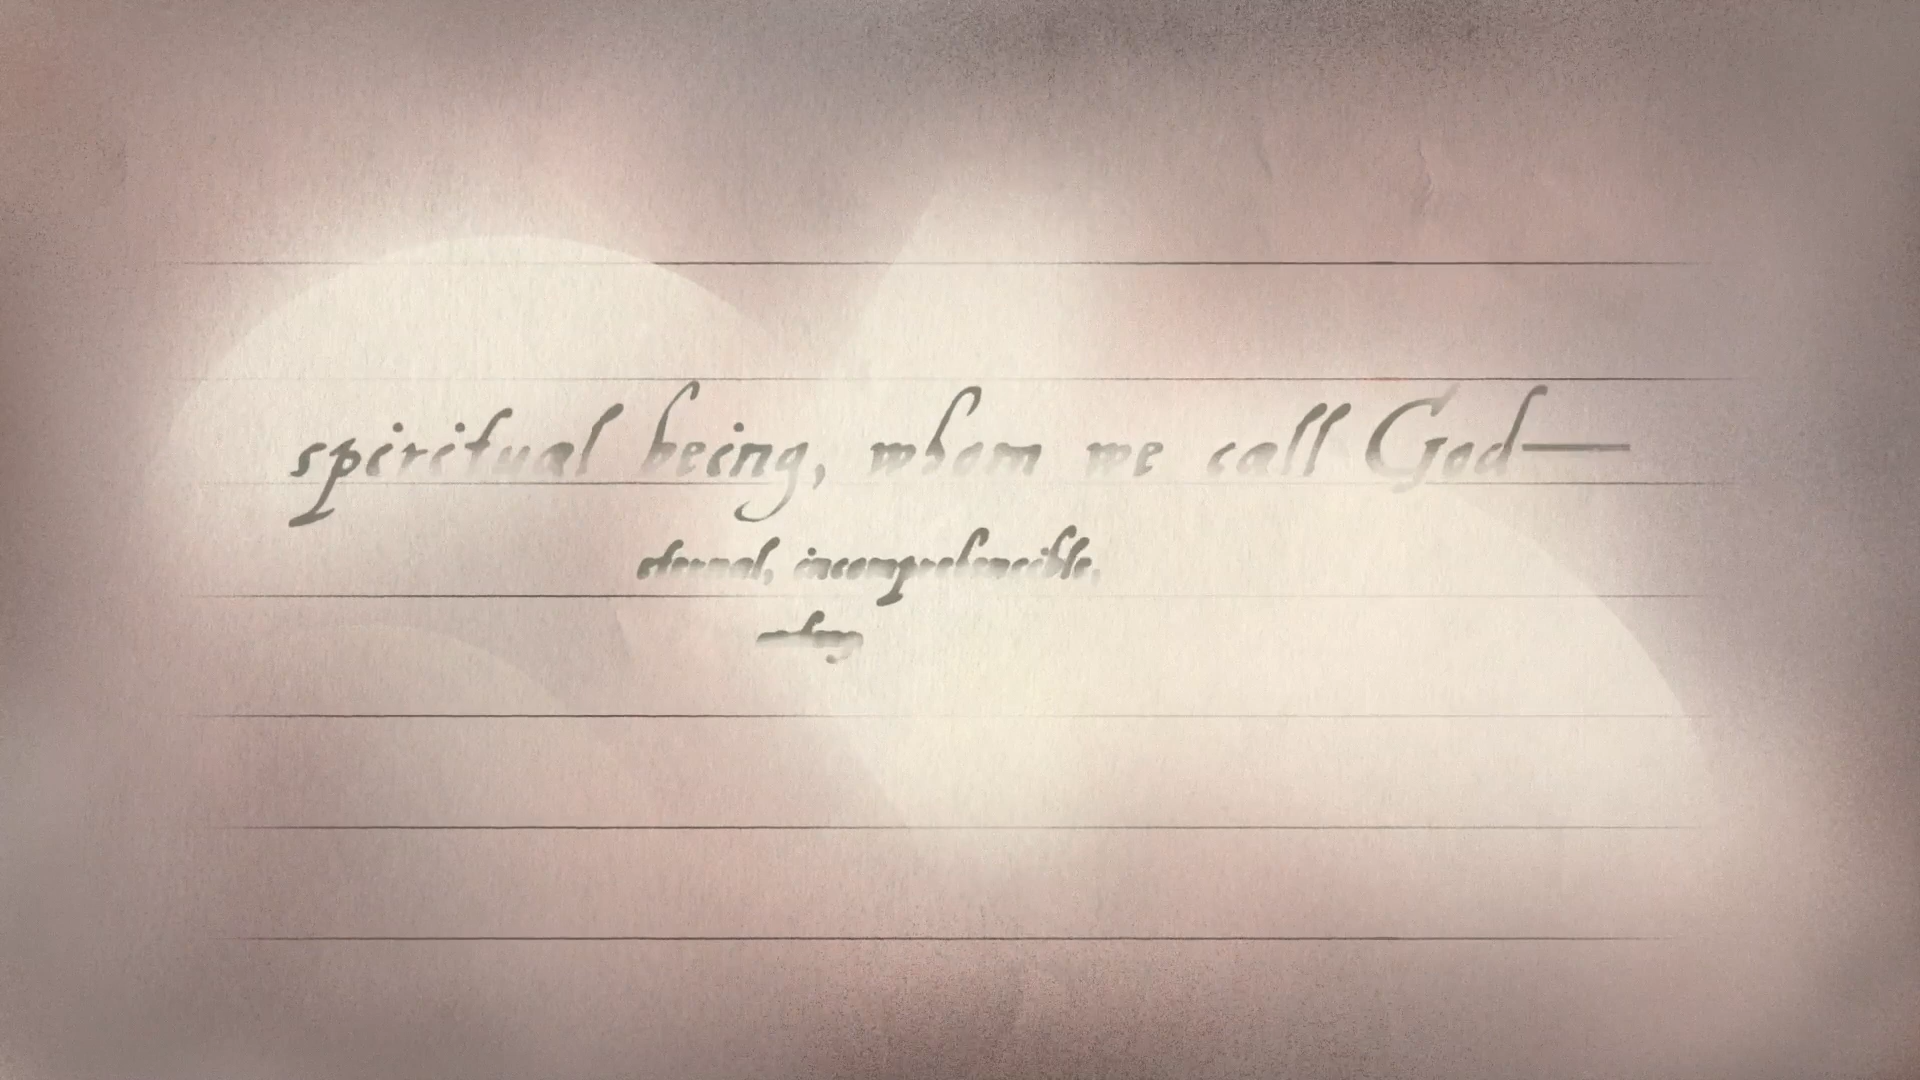 spiritual being, whom we call God—
eternal, incomprehensible,